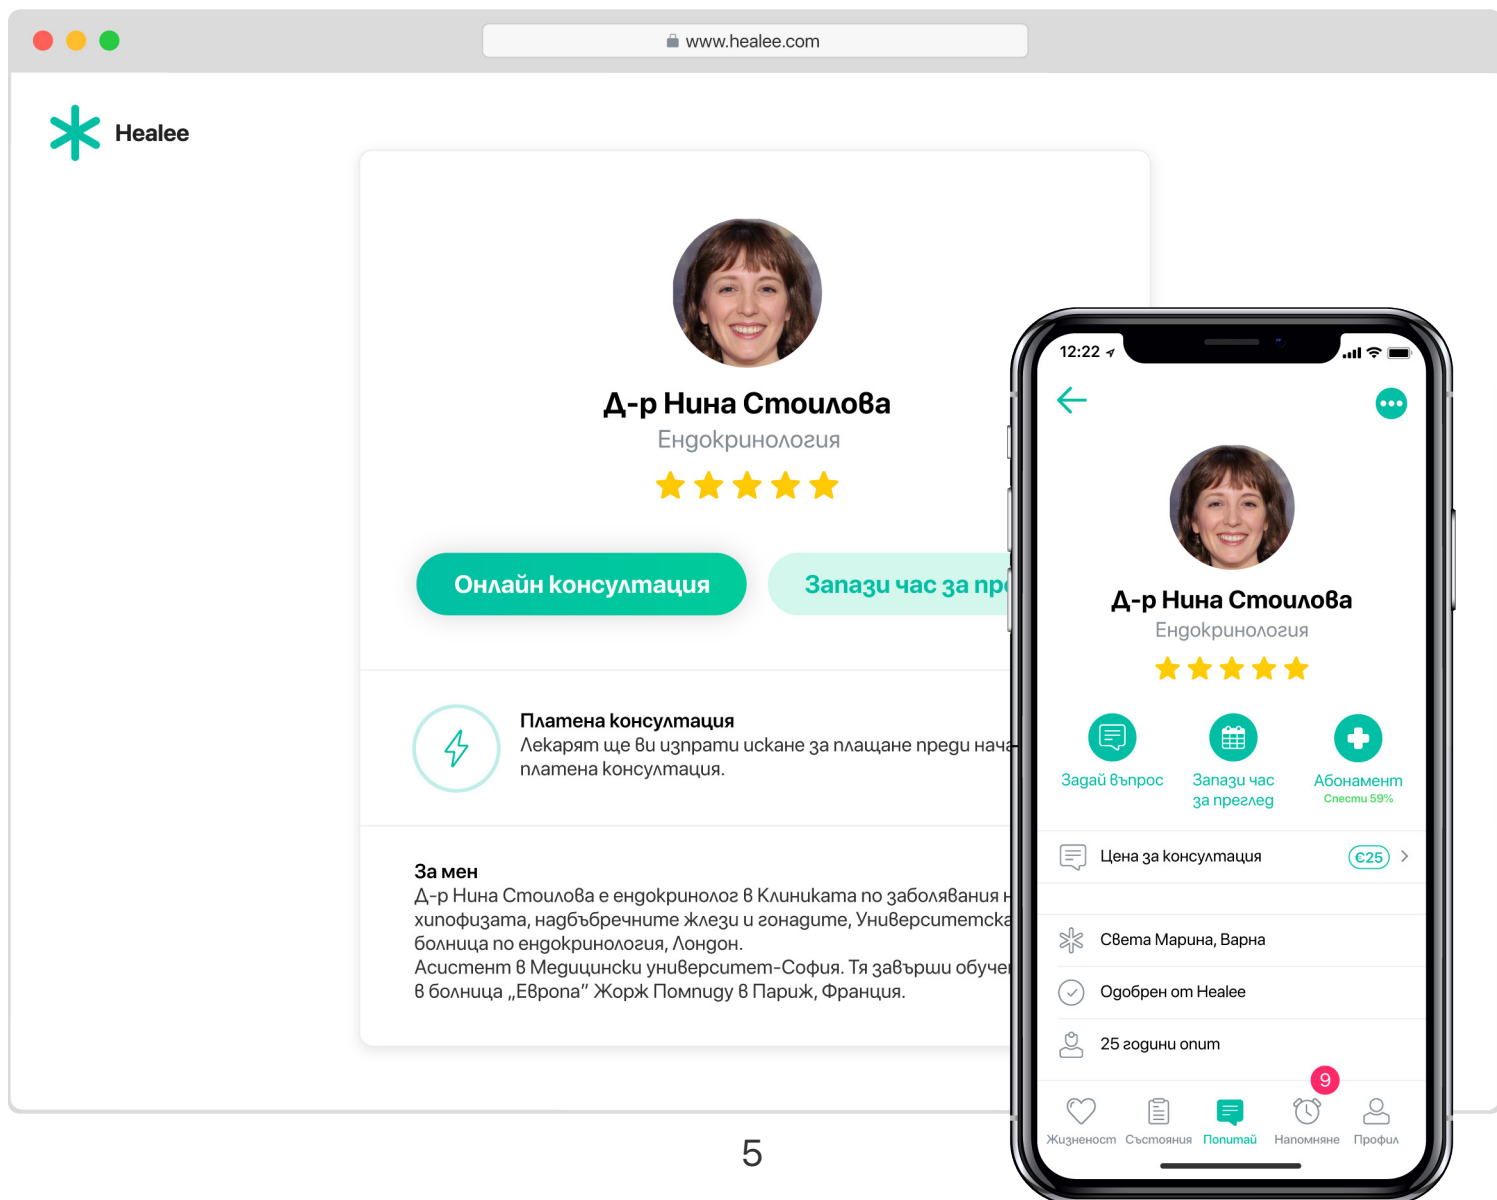 www.healee.com
Healee
Д-р Нина Стоилова
Ендокринология
Онлайн консултация
Запази час за
Платена консултация
Лекарят ще ви изпрати искане за плащане преди
платена консултация.
За мен
Д-р Нина Стоилова е ендокринолог в Клиниката по заболявания
хипофизата, надбъбречните жлези и гонадите, Университетска
болница по ендокринология, Лондон.
Асистент в Медицински университет-София. Тя завърши
в болница „Европа” Жорж Помпиду в Париж, Франция.
12:22
Д-р Нина Стоилова
Ендокринология
Задай въпрос
Запази час
за преглед
Абонамент
Спести 59%
Цена за консултация
€25
Света Марина, Варна
Одобрен от Healee
25 години опит
9
Жизненост
Състояния
Попитай
Напомняне
Профил
5